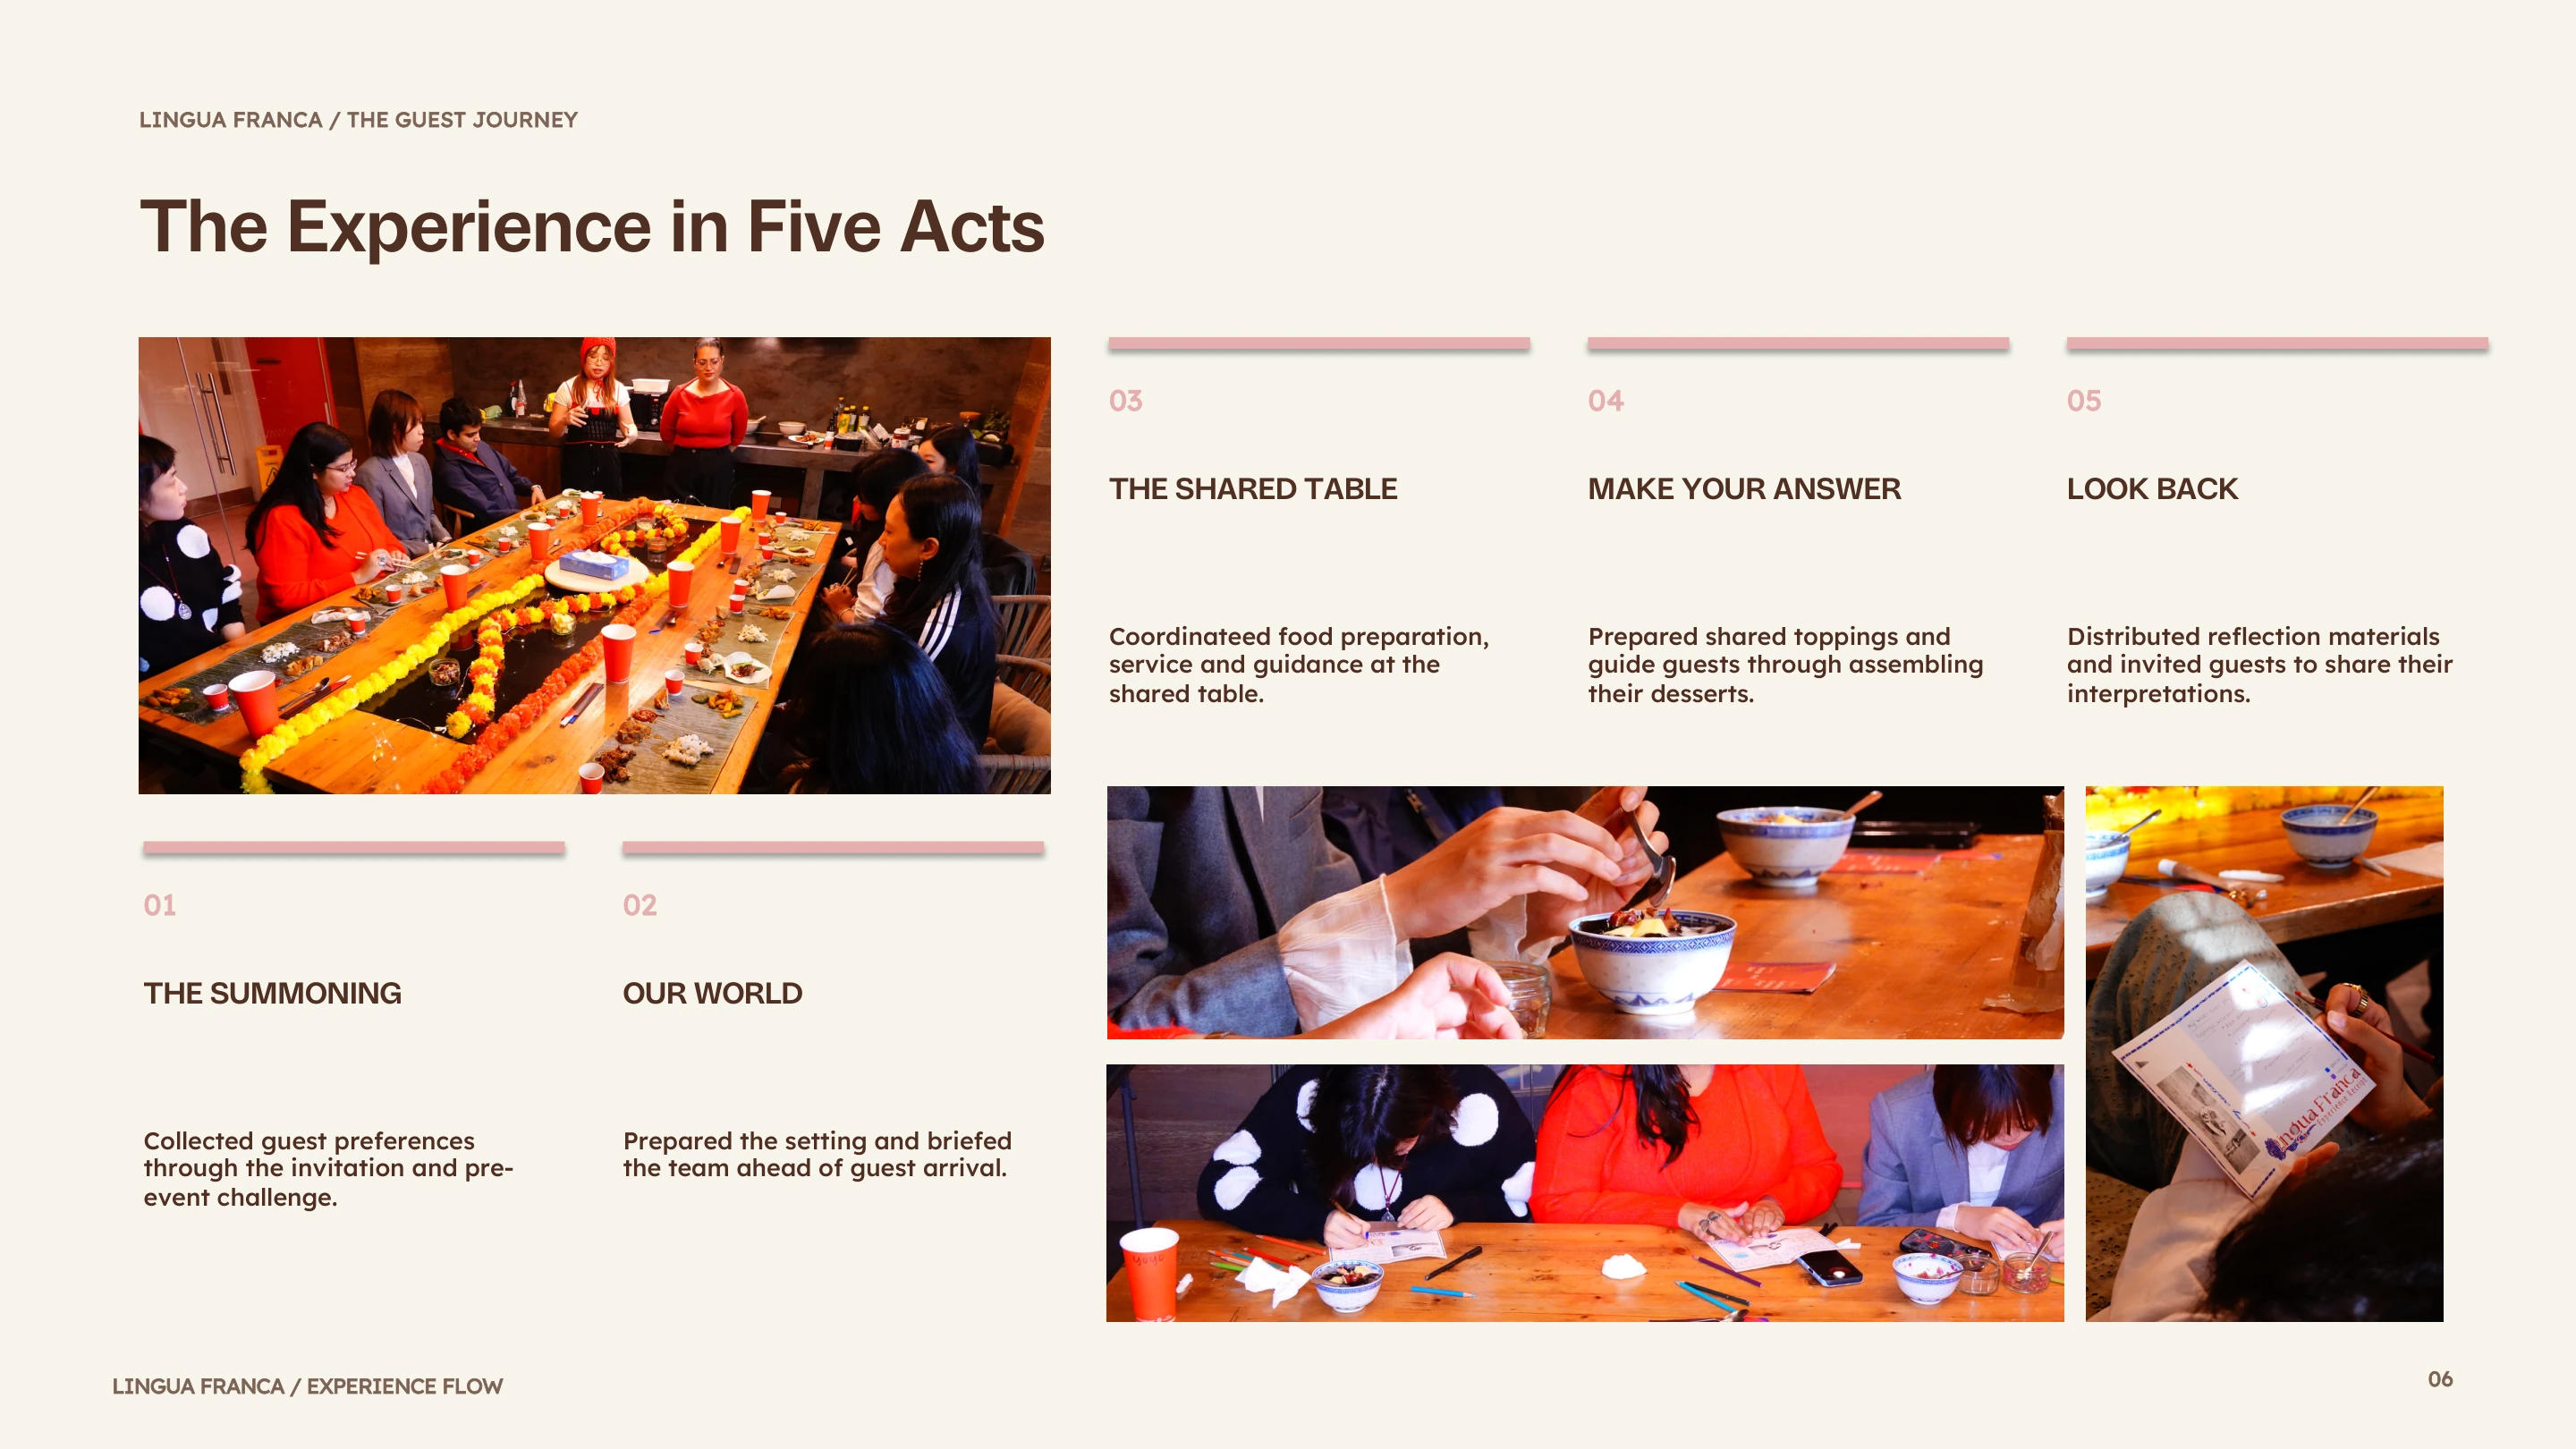 LINGUA FRANCA / THE GUEST JOURNEY
The Experience in Five Acts
01
THE SUMMONING
Collected guest preferences
through the invitation and pre-
event challenge.
02
OUR WORLD
Prepared the setting and briefed
the team ahead of guest arrival.
03
THE SHARED TABLE
Coordinateed food preparation,
service and guidance at the
shared table.
04
MAKE YOUR ANSWER
Prepared shared toppings and
guide guests through assembling
their desserts.
05
LOOK BACK
Distributed reflection materials
and invited guests to share their
interpretations.
yoyo
Lingua Franca
Experience Receipt
LINGUA FRANCA / EXPERIENCE FLOW
06